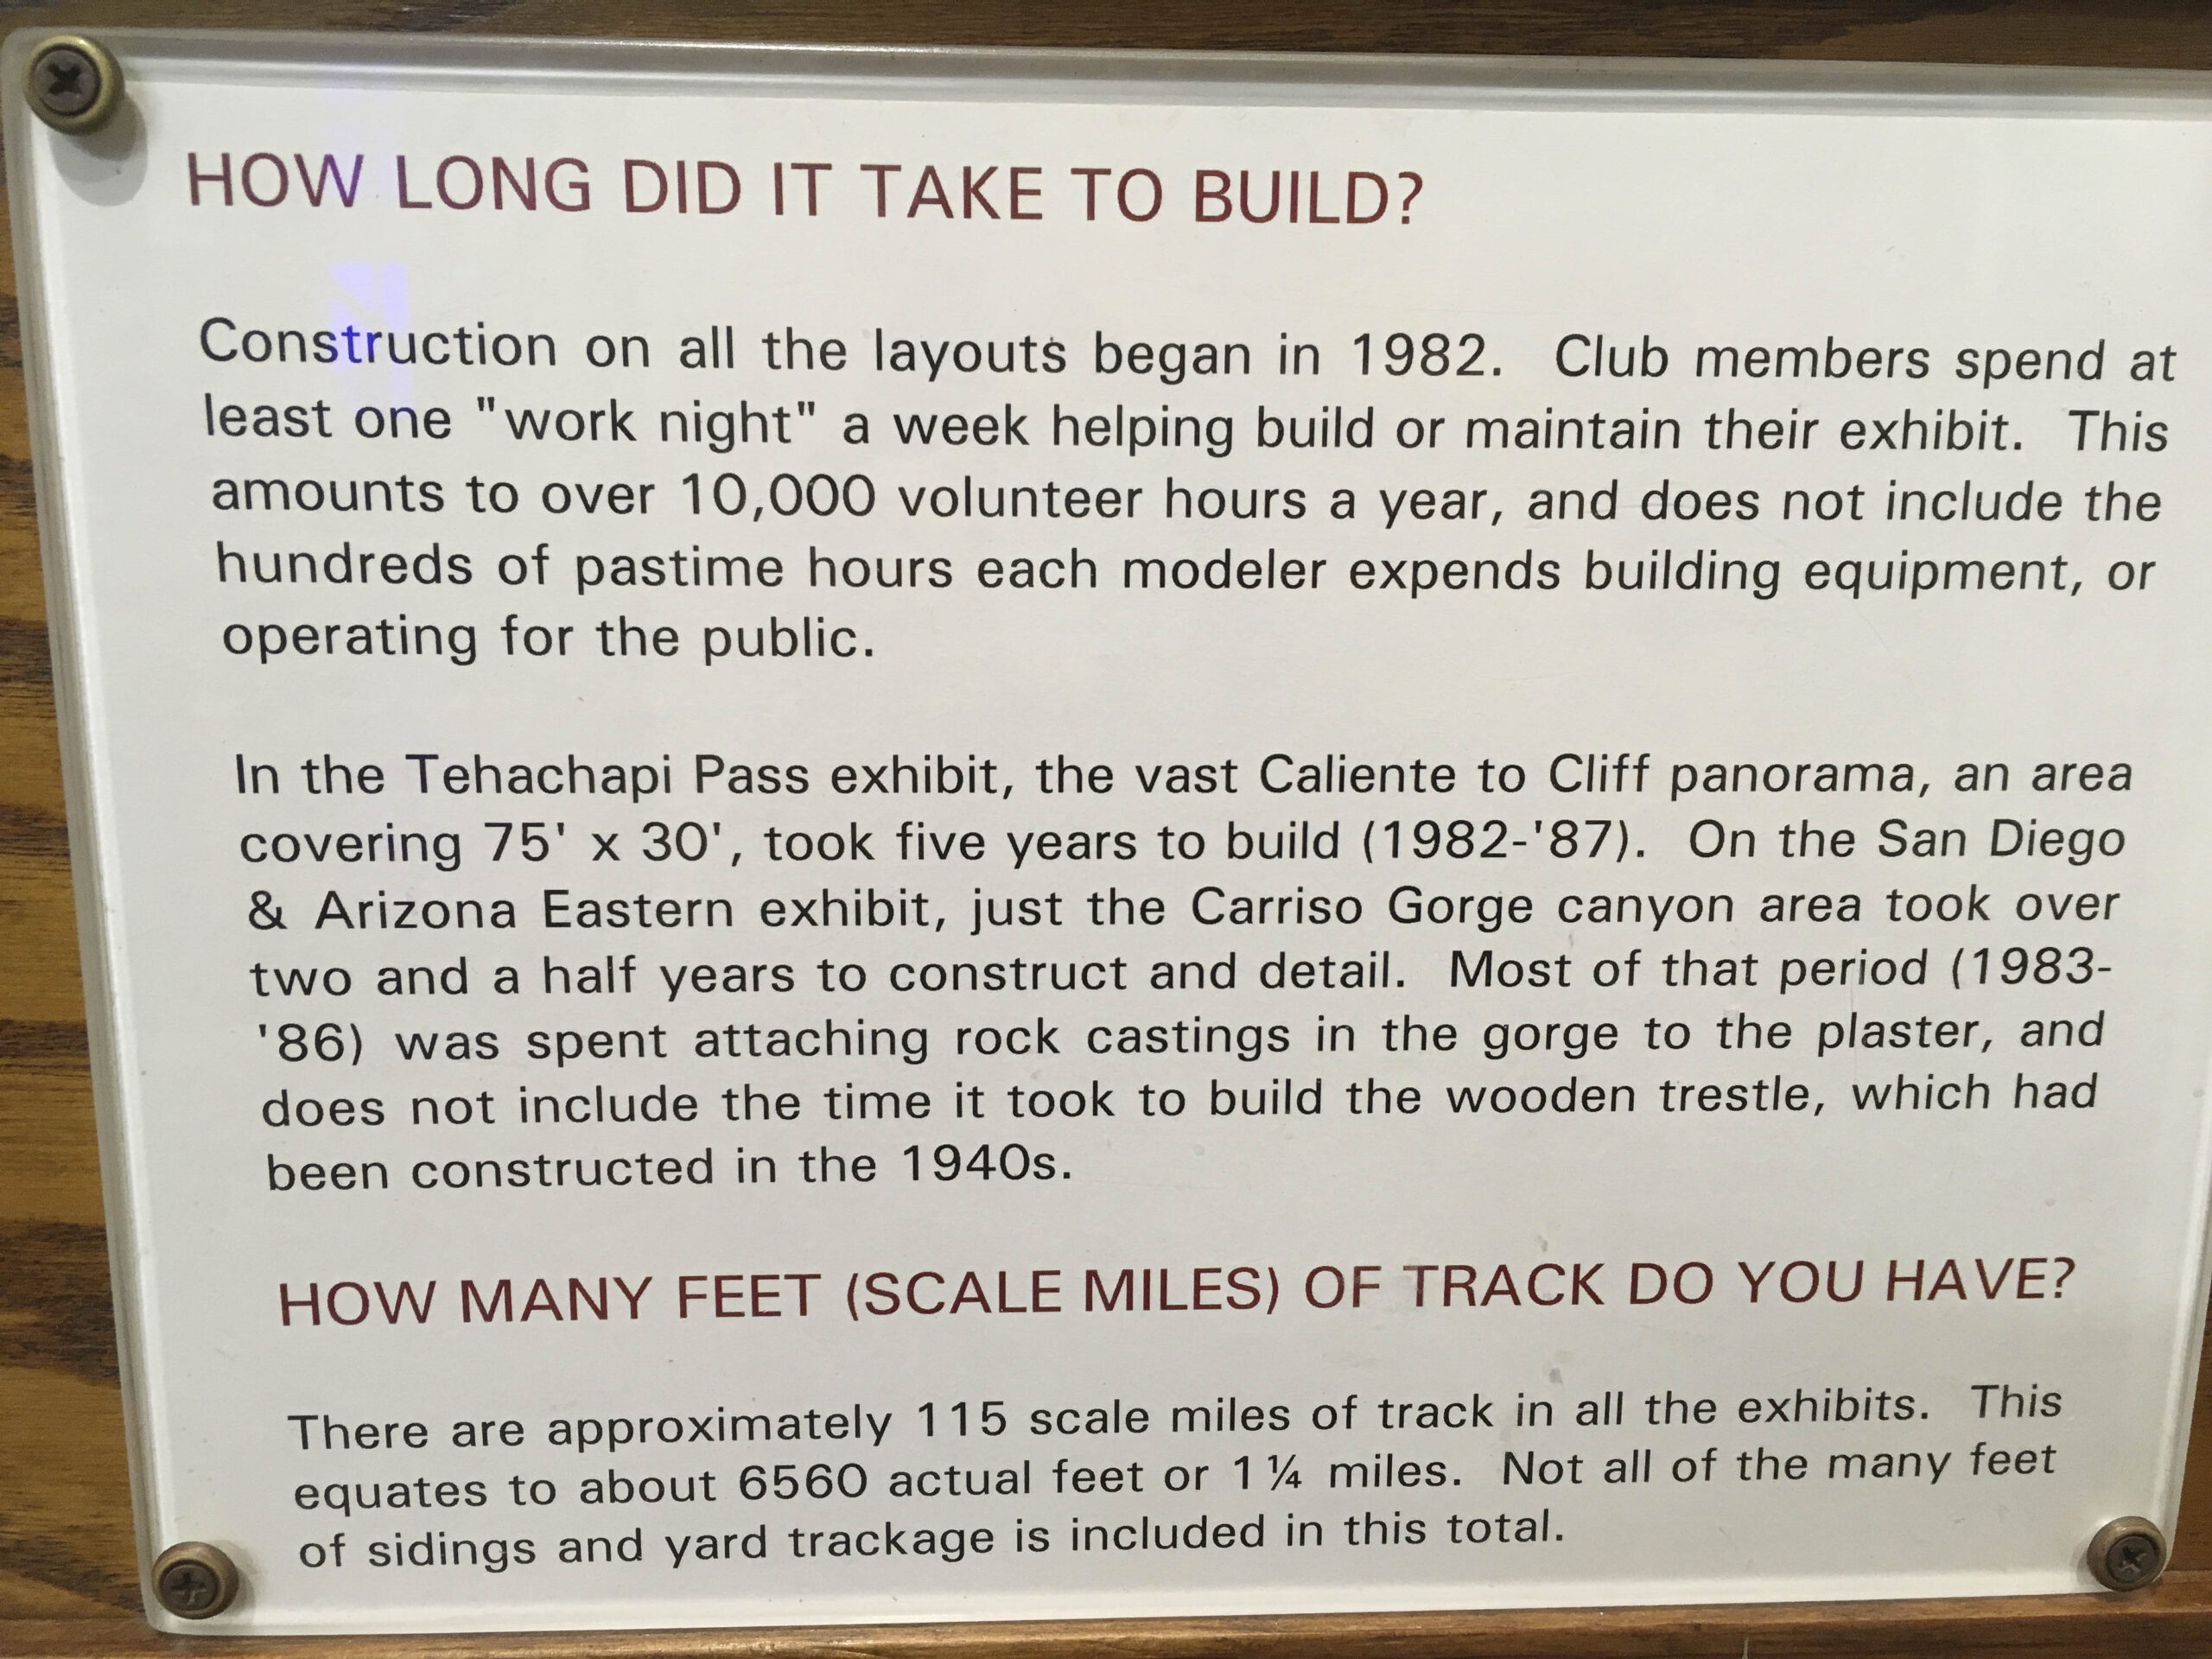 HOW LONG DID IT TAKE TO BUILD?
Construction on all the layouts began in 1982. Club members spend at
least one "work night" a week helping build or maintain their exhibit. This
amounts to over 10,000 volunteer hours a year, and does not include the
hundreds of pastime hours each modeler expends building equipment, or
operating for the public.
In the Tehachapi Pass exhibit, the vast Caliente to Cliff panorama, an area
covering 75' x 30', took five years to build (1982-'87). On the San Diego
& Arizona Eastern exhibit, just the Carriso Gorge canyon area took over
two and a half years to construct and detail. Most of that period (1983-
'86) was spent attaching rock castings in the gorge to the plaster, and
does not include the time it took to build the wooden trestle, which had
been constructed in the 1940s.
HOW MANY FEET (SCALE MILES) OF TRACK DO YOU HAVE?
There are approximately 115 scale miles of track in all the exhibits. This
equates to about 6560 actual feet or 1 ¼ miles. Not all of the many feet
of sidings and yard trackage is included in this total.